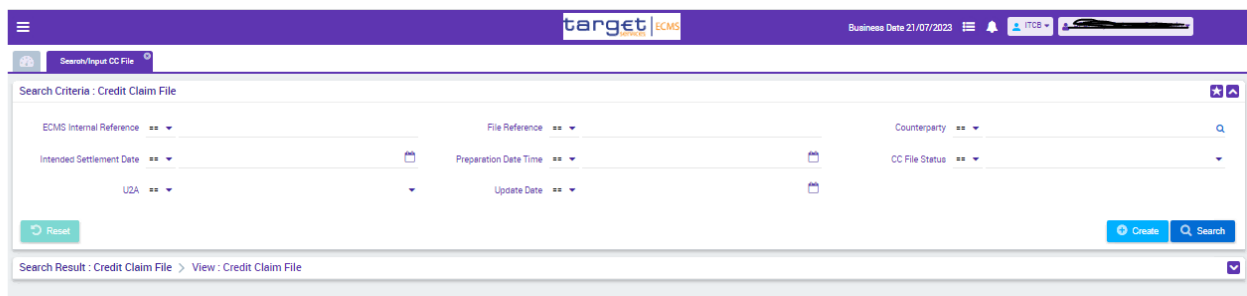 target | ECMS
services
Business Date 21/07/2023 ITCB
Search/Input CC File
Search Criteria : Credit Claim File
ECMS Internal Reference == File Reference == Counterparty ==
Intended Settlement Date == Preparation Date Time == CC File Status ==
U2A == Update Date ==
Reset Create Search
Search Result : Credit Claim File > View : Credit Claim File